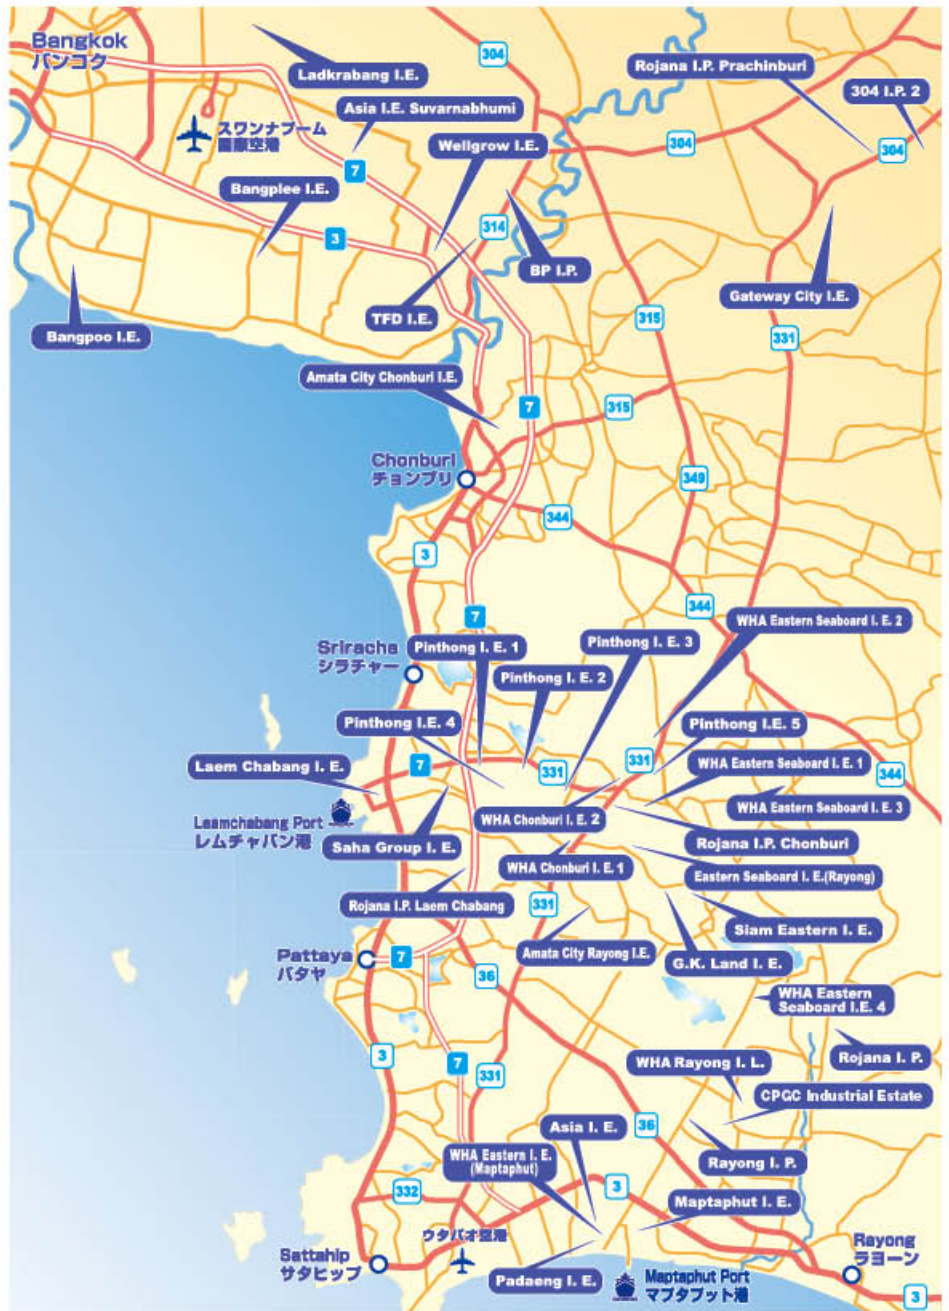 Bangkok
バンコク
Ladkrabang I.E.
304
Rojana I.P. Prachinburi
304 I.P. 2
Asia I.E. Suvarnabhumi
スワンナプーム
国際空港
Wellgrow I.E.
304
304
7
Bangplee I.E.
314
3
BP I.P.
Gateway City I.E.
TFD I.E.
315
Bangpoo I.E.
331
Amata City Chonburi I.E.
7
315
Chonburi
チョンブリ
349
344
3
344
7
WHA Eastern Seaboard I. E. 2
Sriracha
シラチャー
Pinthong I. E. 1
Pinthong I. E. 3
Pinthong I. E. 2
Pinthong I.E. 4
Pinthong I.E. 5
Laem Chabang I. E.
7
331
331
WHA Eastern Seaboard I. E. 1
344
WHA Eastern Seaboard I. E. 3
Laamchabang Port
レムチャバン港
WHA Chonburi I. E. 2
Saha Group I. E.
Rojana I.P. Chonburi
WHA Chonburi I. E. 1
Eastern Seaboard I. E.(Rayong)
Rojana I.P. Laem Chabang
331
Siam Eastern I. E.
Pattaya
パタヤ
7
Amata City Rayong I.E.
G.K. Land I. E.
36
WHA Eastern
Seaboard I.E. 4
3
Rojana I. P.
7
331
WHA Rayong I. L.
CPGC Industrial Estate
Asia I. E.
36
WHA Eastern I. E.
(Maptaphut)
Rayong I. P.
332
3
Maptaphut I. E.
ウタパオ空港
Sattahip
サタヒップ
Rayong
ラヨーン
Padaeng I. E.
Maptaphut Port
マプタプット港
3